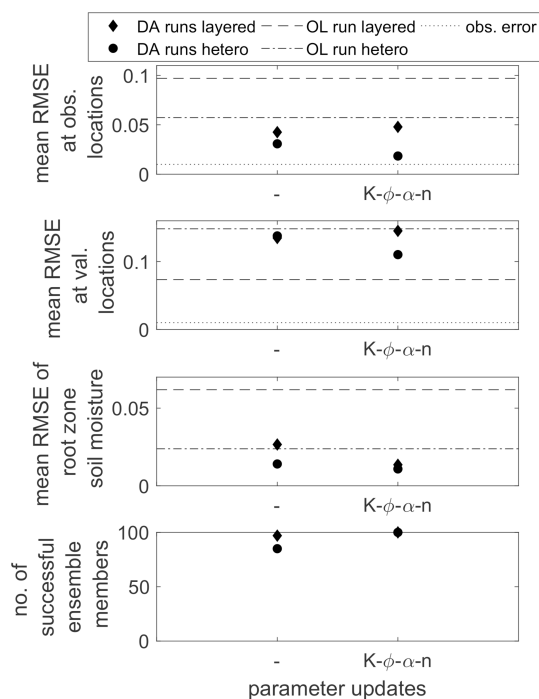 DA runs layered OL run layered obs. error
DA runs hetero OL run hetero
mean RMSE
at obs.
locations
0.1
0.05
0
- K-ϕ-α-n
mean RMSE
at val.
locations
0.1
0
- K-ϕ-α-n
mean RMSE of
root zone
soil moisture
0.05
0
- K-ϕ-α-n
no. of
successful
ensemble
members
100
50
0
- K-ϕ-α-n
parameter updates